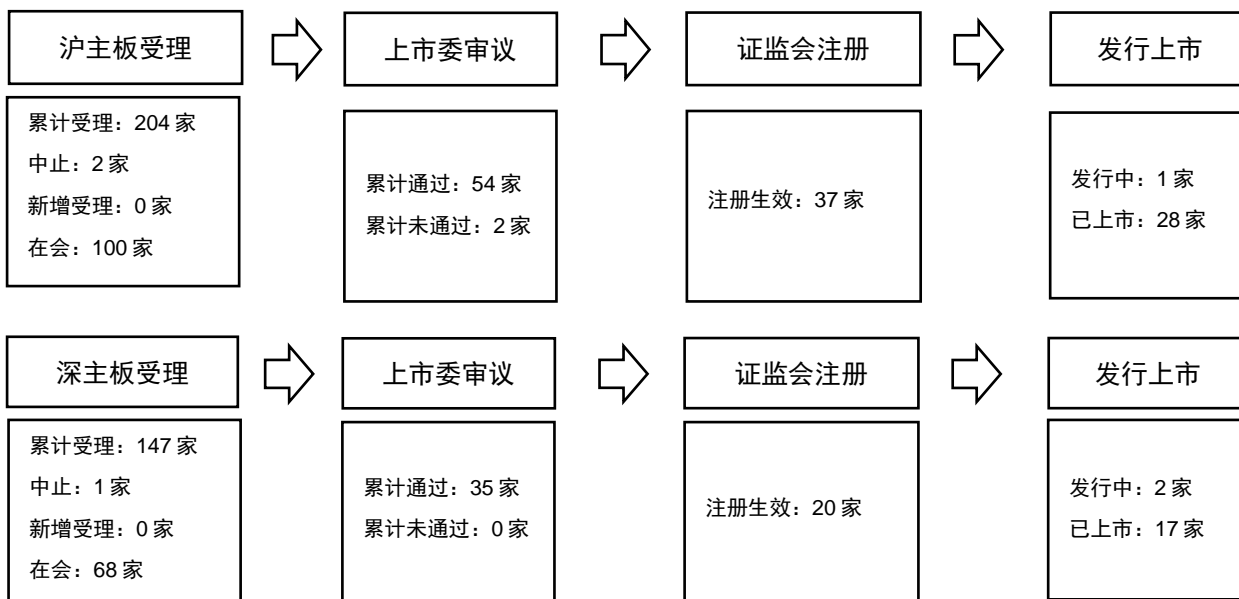 沪主板受理
上市委审议
证监会注册
发行上市
累计受理：204 家
中止：2 家
新增受理：0 家
在会：100 家
累计通过：54 家
累计未通过：2 家
注册生效：37 家
发行中：1 家
已上市：28 家
深主板受理
上市委审议
证监会注册
发行上市
累计受理：147 家
中止：1 家
新增受理：0 家
在会：68 家
累计通过：35 家
累计未通过：0 家
注册生效：20 家
发行中：2 家
已上市：17 家